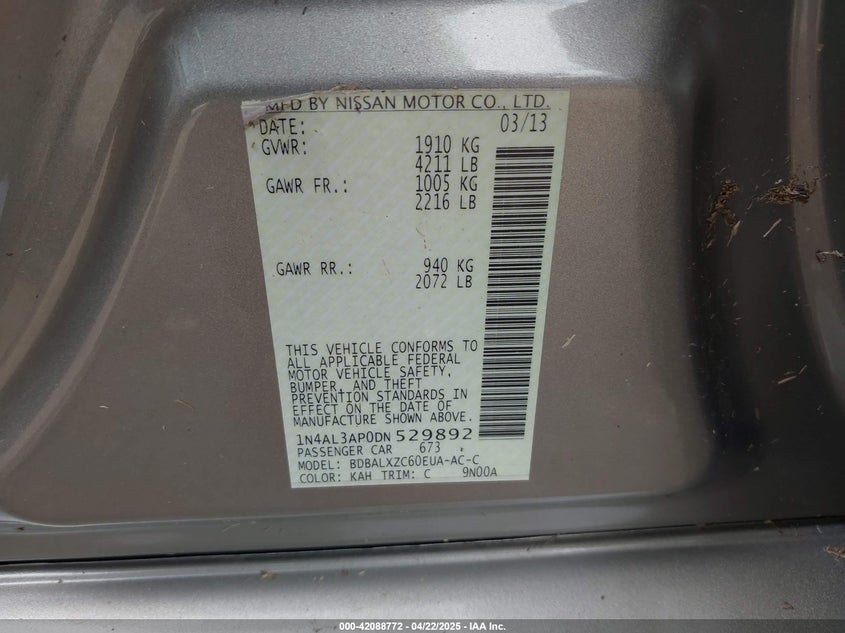 MFD BY NISSAN MOTOR CO., LTD.
DATE: 03/13
GVWR: 1910 KG
4211 LB
GAWR FR.: 1005 KG
2216 LB
GAWR RR.: 940 KG
2072 LB
THIS VEHICLE CONFORMS TO
ALL APPLICABLE FEDERAL
MOTOR VEHICLE SAFETY,
BUMPER, AND THEFT
PREVENTION STANDARDS IN
EFFECT ON THE DATE OF
MANUFACTURE SHOWN ABOVE.
1N4AL3AP0DN529892
PASSENGER CAR 673
MODEL: BDBALXZC60EUA-AC-C
COLOR: KAH TRIM: C 9N00A
000-42088772 - 04/22/2025 - IAA Inc.